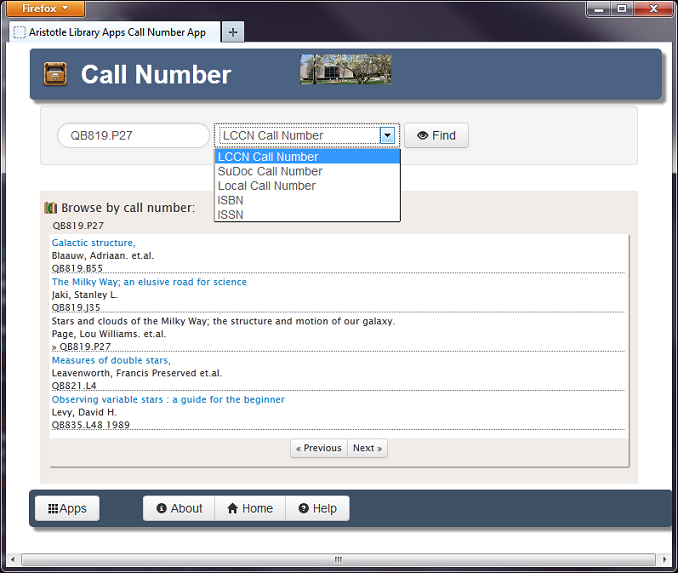 Firefox
Aristotle Library Apps Call Number App
Call Number
QB819.P27
LCCN Call Number
Find
LCCN Call Number
SuDoc Call Number
Local Call Number
ISBN
ISSN
Browse by call number:
QB819.P27
Galactic structure,
Blaauw, Adriaan. et.al.
QB819.B55
The Milky Way; an elusive road for science
Jaki, Stanley L.
QB819.J35
Stars and clouds of the Milky Way; the structure and motion of our galaxy.
Page, Lou Williams. et.al.
» QB819.P27
Measures of double stars,
Leavenworth, Francis Preserved et.al.
QB821.L4
Observing variable stars : a guide for the beginner
Levy, David H.
QB835.L48 1989
« Previous Next »
Apps About Home Help